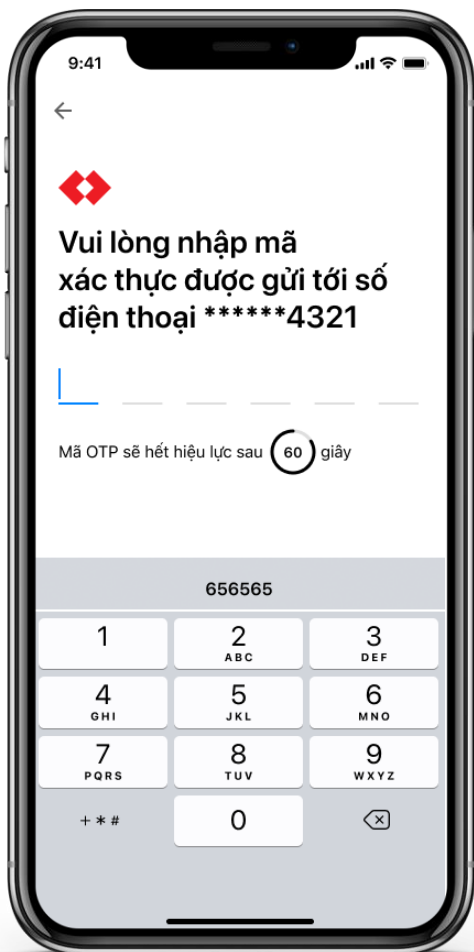 9:41
Vui lòng nhập mã
xác thực được gửi tới số
điện thoại ******4321
Mã OTP sẽ hết hiệu lực sau 60 giây
656565
1 2 3
ABC DEF
4 5 6
GHI JKL MNO
7 8 9
PQRS TUV WXYZ
+ * # 0